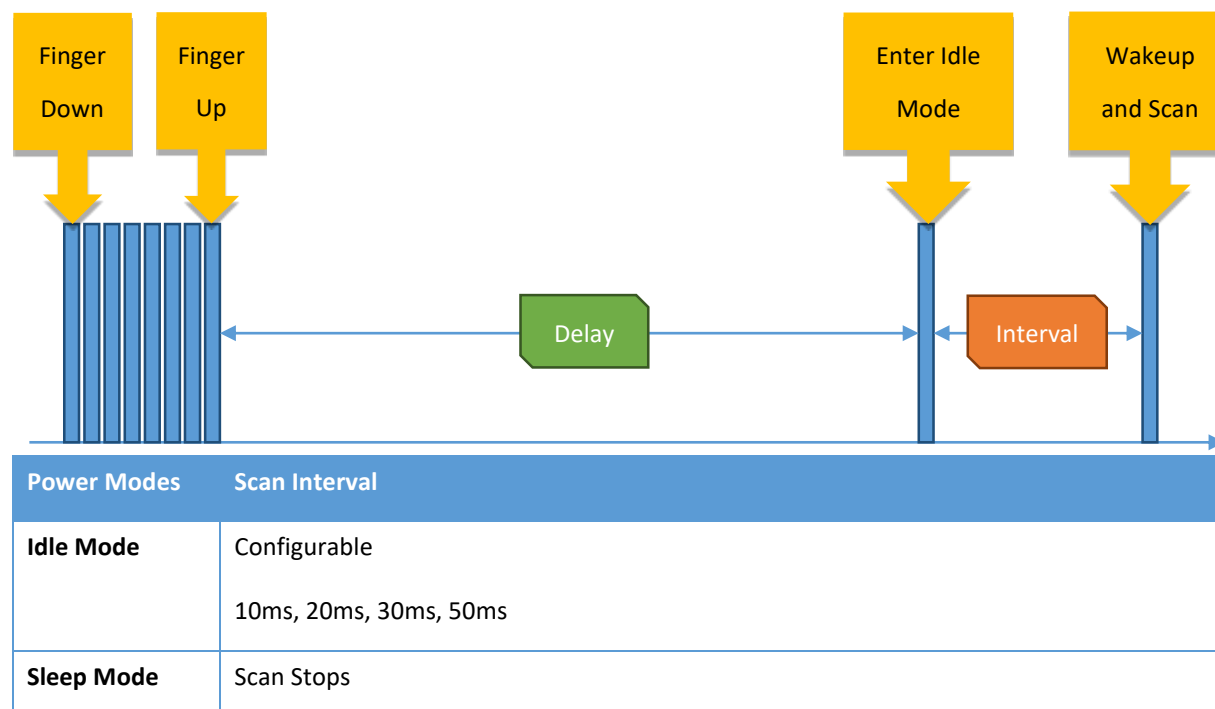 Finger
Down
Finger
Up
Enter Idle
Mode
Wakeup
and Scan
Delay
Interval
Power Modes Scan Interval
Idle Mode Configurable
10ms, 20ms, 30ms, 50ms
Sleep Mode Scan Stops